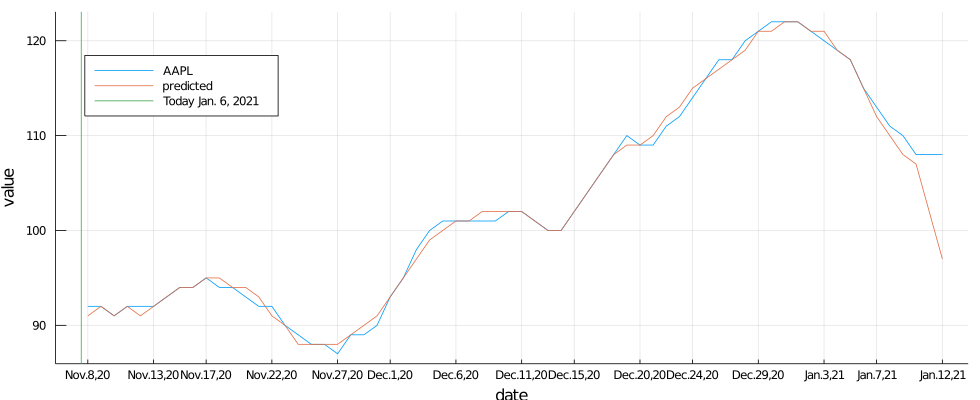 120
110
100
90
value
AAPL
predicted
Today Jan. 6, 2021
Nov.8,20 Nov.13,20 Nov.17,20 Nov.22,20 Nov.27,20 Dec.1,20 Dec.6,20 Dec.11,20 Dec.15,20 Dec.20,20 Dec.24,20 Dec.29,20 Jan.3,21 Jan.7,21 Jan.12,21
date